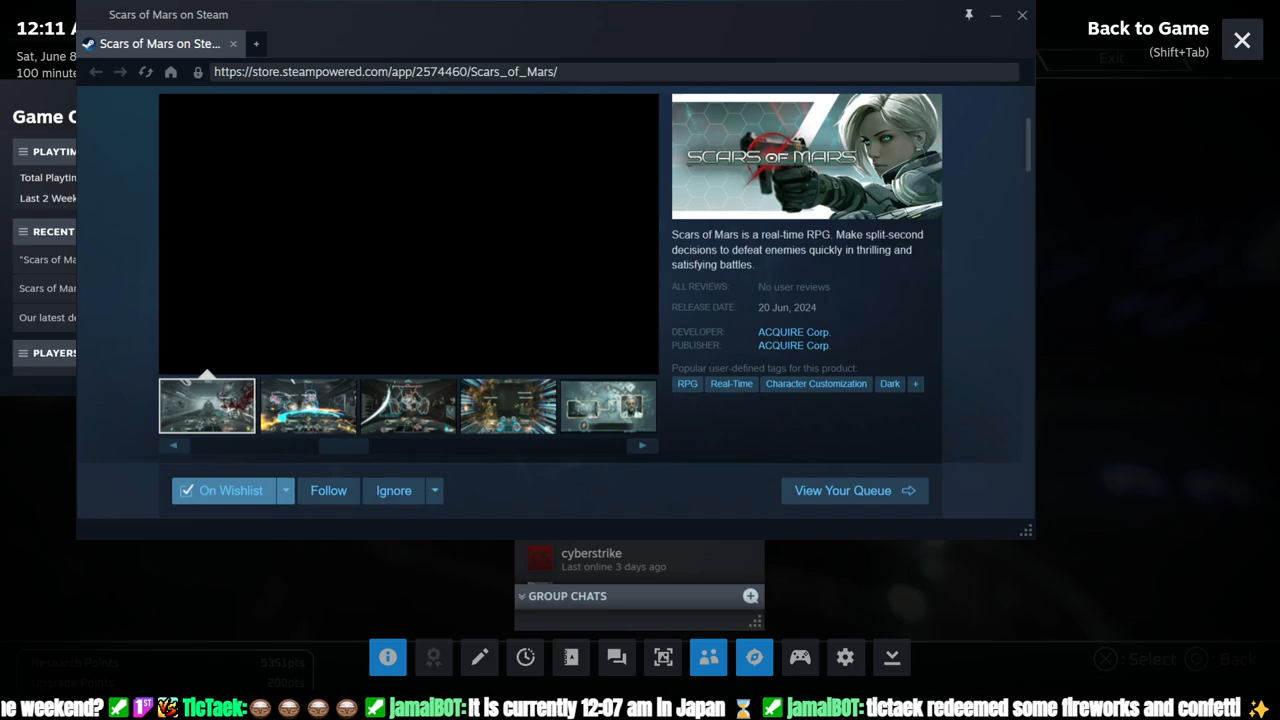 Scars of Mars on Steam
12:11
Sat, June 8
100 minute
Scars of Mars on Ste...
Back to Game
(Shift+Tab)
Exit
https://store.steampowered.com/app/2574460/Scars_of_Mars/
Game
PLAYTIM
Total Playtin
Last 2 Week
RECENT
"Scars of Ma
Scars of Mar
Our latest de
PLAYERS
SCARS OF MARS
Scars of Mars is a real-time RPG. Make split-second
decisions to defeat enemies quickly in thrilling and
satisfying battles.
ALL REVIEWS: No user reviews
RELEASE DATE: 20 Jun, 2024
DEVELOPER: ACQUIRE Corp.
PUBLISHER: ACQUIRE Corp.
Popular user-defined tags for this product:
RPG Real-Time Character Customization Dark +
On Wishlist Follow Ignore View Your Queue
cyberstrike
Last online 3 days ago
GROUP CHATS
Research Points 5351pts
Upgrade Points 200pts
Select Back
ne weekend? 1ST TicTaek: jamalBOT: It is currently 12:07 am in Japan jamalBOT: tictaek redeemed some fireworks and confetti